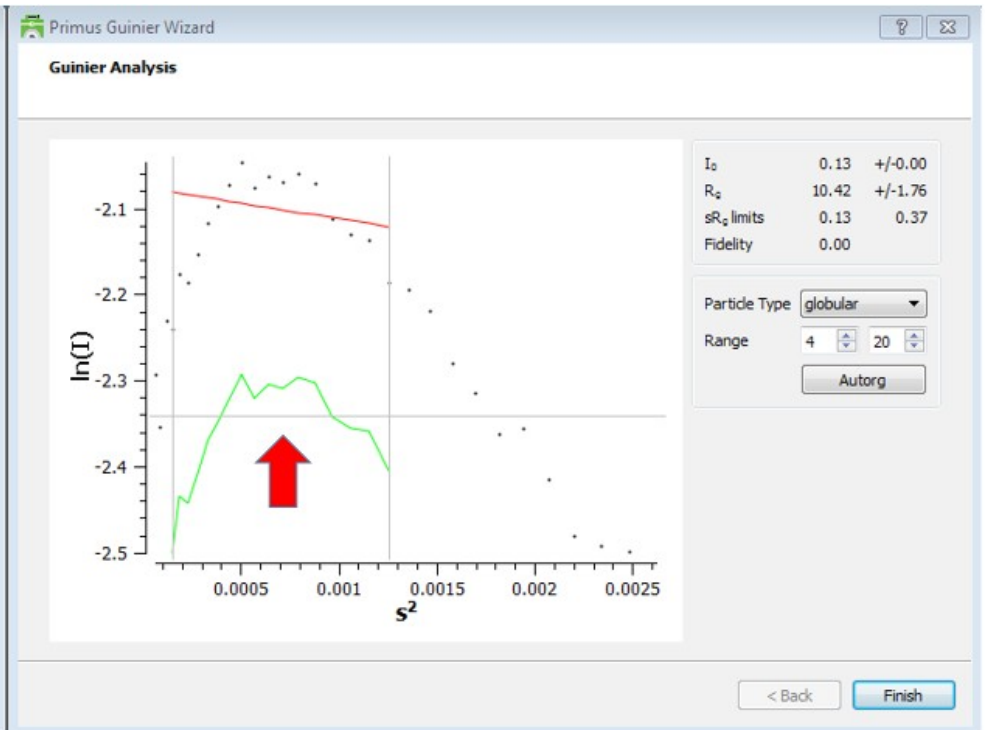 Primus Guinier Wizard
Guinier Analysis
I₀ 0.13 +/-0.00
R₉ 10.42 +/-1.76
sR₉ limits 0.13 0.37
Fidelity 0.00
Particle Type globular
Range 4 20
Autorg
ln(I)
-2.1
-2.2
-2.3
-2.4
-2.5
0.0005 0.001 0.0015 0.002 0.0025
s²
< Back Finish